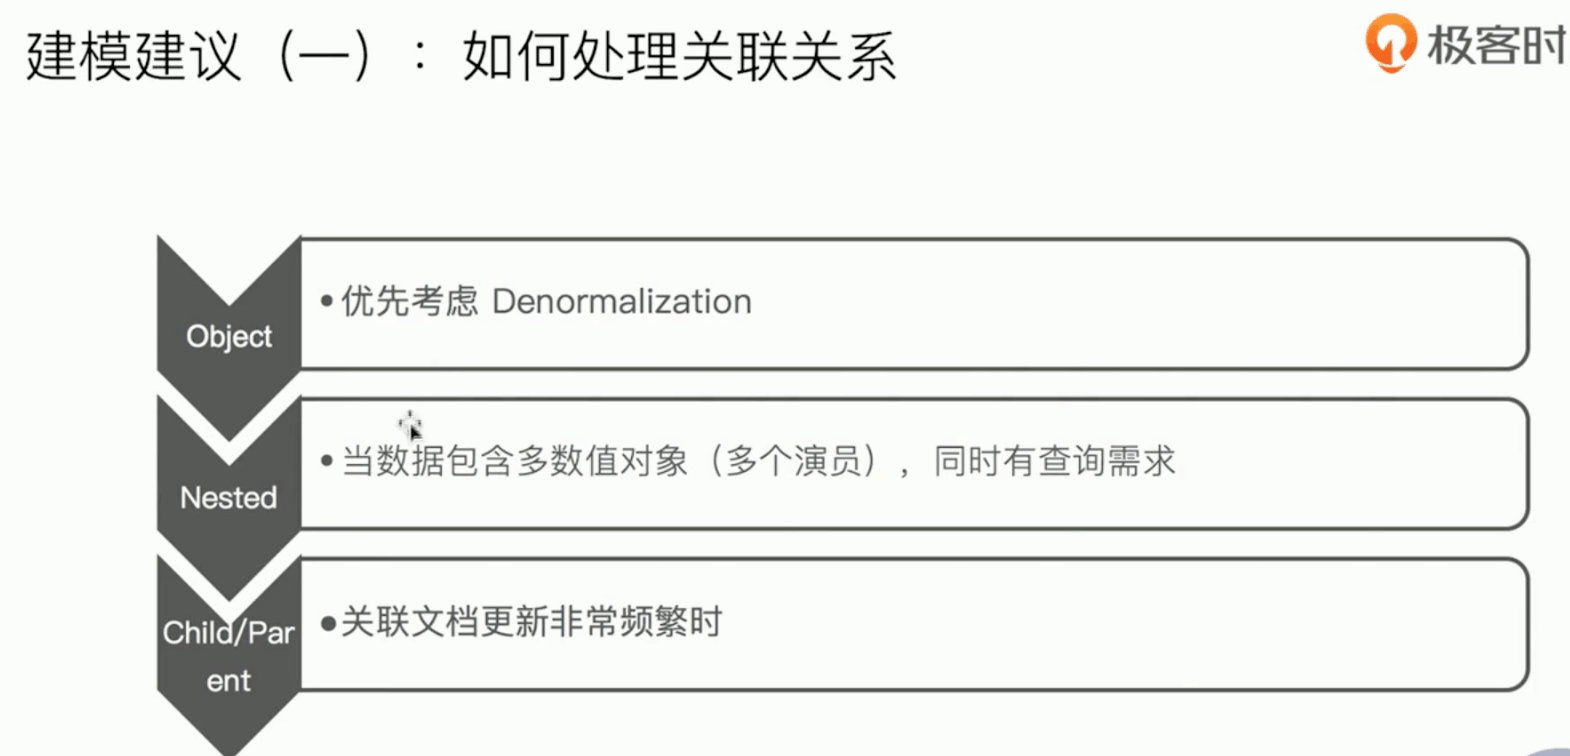 建模建议（一）：如何处理关联关系
极客时
Object
•优先考虑 Denormalization
Nested
•当数据包含多数值对象（多个演员），同时有查询需求
Child/Par
ent
•关联文档更新非常频繁时